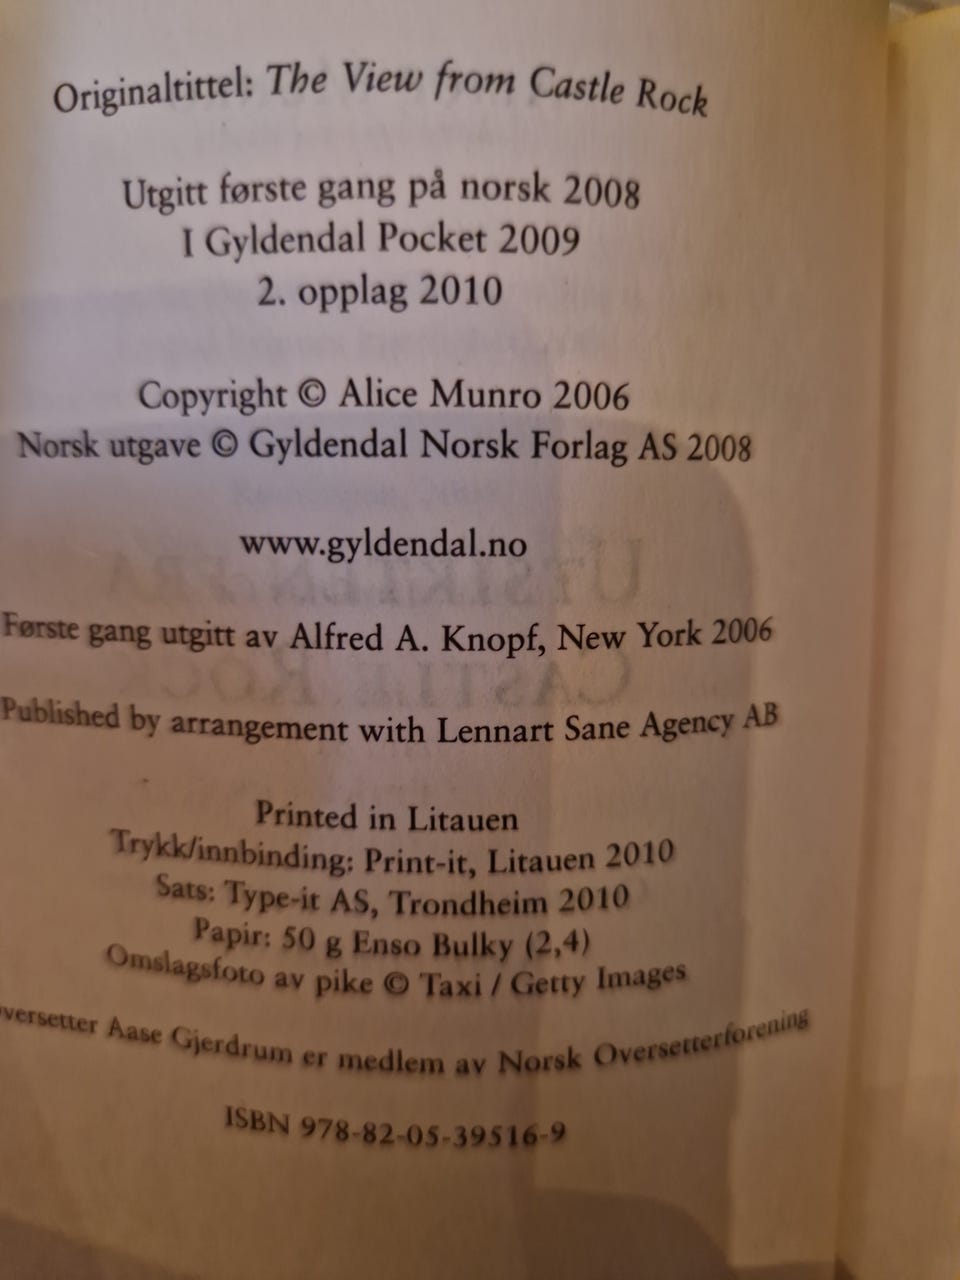 Originaltittel: The View from Castle Rock
Utgitt første gang på norsk 2008
I Gyldendal Pocket 2009
2. opplag 2010
Copyright © Alice Munro 2006
Norsk utgave © Gyldendal Norsk Forlag AS 2008
www.gyldendal.no
Første gang utgitt av Alfred A. Knopf, New York 2006
Published by arrangement with Lennart Sane Agency AB
Printed in Litauen
Trykk/innbinding: Print-it, Litauen 2010
Sats: Type-it AS, Trondheim 2010
Papir: 50 g Enso Bulky (2,4)
Omslagsfoto av pike © Taxi / Getty Images
versetter Aase Gjerdrum er medlem av Norsk Oversetterforening
ISBN 978-82-05-39516-9